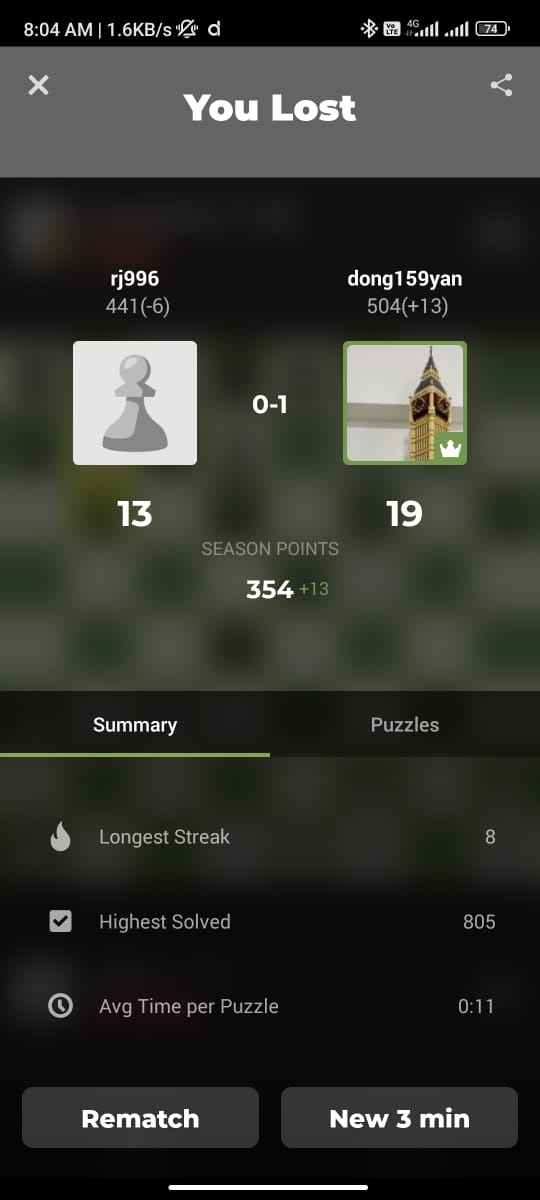 8:04 AM | 1.6KB/s
4G
Vo LTE
74
You Lost
rj996
441(-6)
dong159yan
504(+13)
0-1
13
19
SEASON POINTS
354 +13
Summary
Puzzles
Longest Streak
8
Highest Solved
805
Avg Time per Puzzle
0:11
Rematch
New 3 min